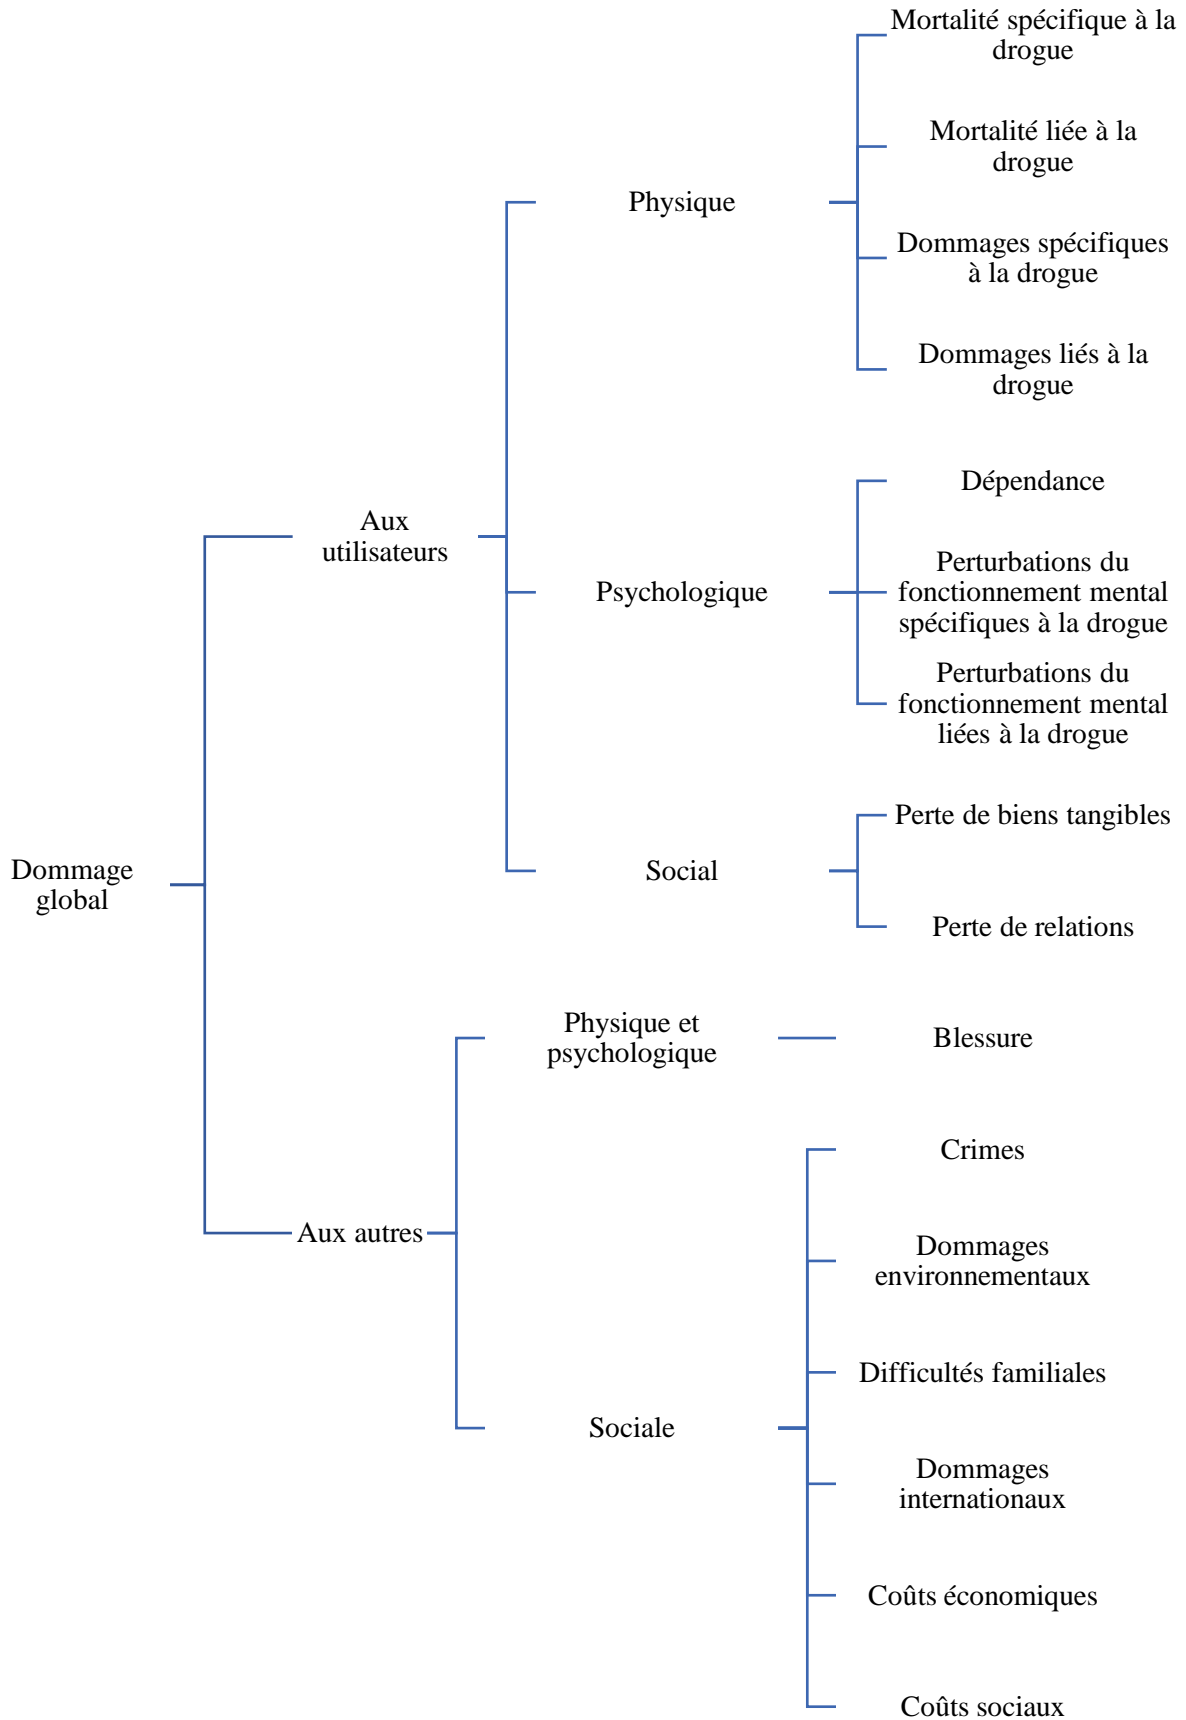 Dommage
global
Aux
utilisateurs
Physique
Mortalité spécifique à la
drogue
Mortalité liée à la
drogue
Dommages spécifiques
à la drogue
Dommages liés à la
drogue
Psychologique
Dépendance
Perturbations du
fonctionnement mental
spécifiques à la drogue
Perturbations du
fonctionnement mental
liées à la drogue
Social
Perte de biens tangibles
Perte de relations
Aux autres
Physique et
psychologique
Blessure
Sociale
Crimes
Dommages
environnementaux
Difficultés familiales
Dommages
internationaux
Coûts économiques
Coûts sociaux